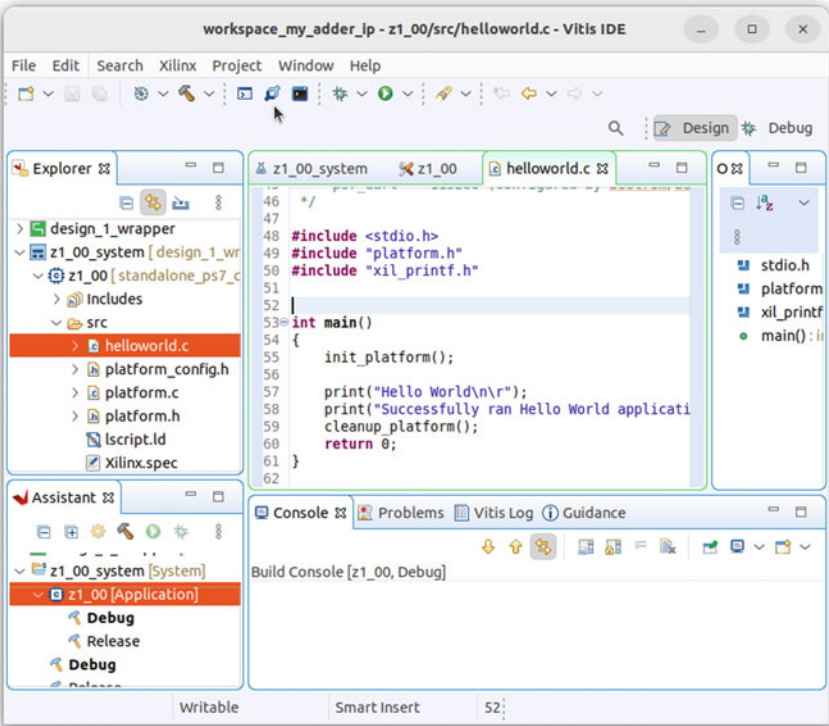 workspace_my_adder_ip - z1_00/src/helloworld.c - Vitis IDE
File Edit Search Xilinx Project Window Help
Design Debug
Explorer
design_1_wrapper
z1_00_system [ design_1_wr
z1_00 [ standalone_ps7_c
Includes
src
helloworld.c
platform_config.h
platform.c
platform.h
lscript.ld
Xilinx.spec
z1_00_system z1_00 helloworld.c
46 */
47
48 #include <stdio.h>
49 #include "platform.h"
50 #include "xil_printf.h"
51
52
53 int main()
54 {
55 init_platform();
56
57 print("Hello World\n\r");
58 print("Successfully ran Hello World applicati
59 cleanup_platform();
60 return 0;
61 }
62
O
stdio.h
platform
xil_printf
main() : i
Assistant
z1_00_system [System]
z1_00 [Application]
Debug
Release
Debug
Console Problems Vitis Log Guidance
Build Console [z1_00, Debug]
Writable Smart Insert 52